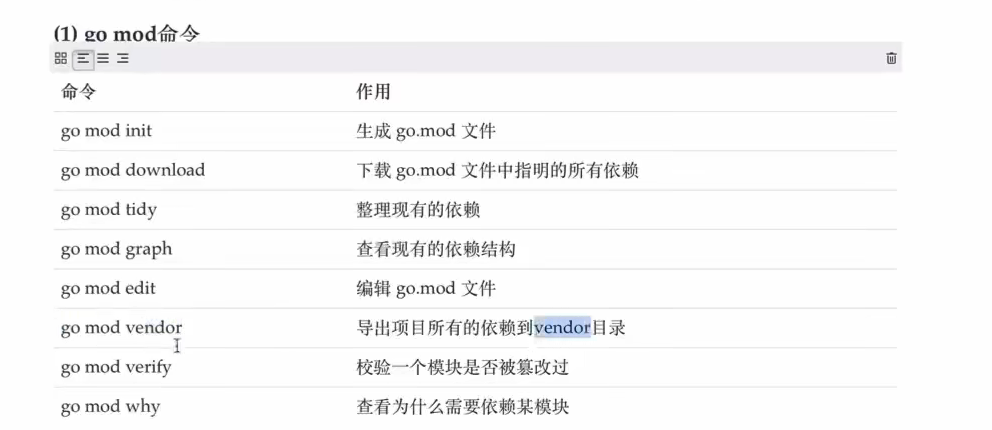 (1) go mod命令
命令 作用
go mod init 生成 go.mod 文件
go mod download 下载 go.mod 文件中指明的所有依赖
go mod tidy 整理现有的依赖
go mod graph 查看现有的依赖结构
go mod edit 编辑 go.mod 文件
go mod vendor 导出项目所有的依赖到vendor目录
go mod verify 校验一个模块是否被篡改过
go mod why 查看为什么需要依赖某模块